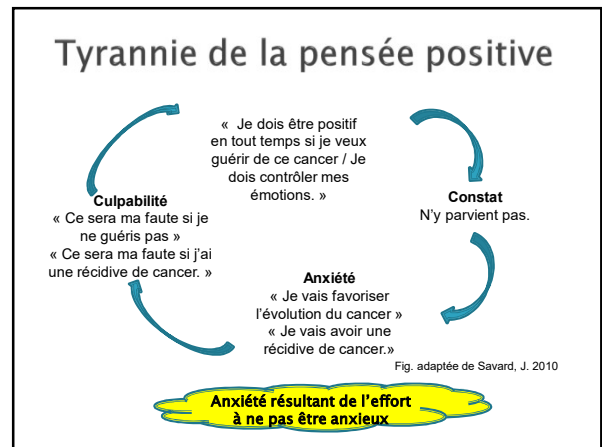 Tyrannie de la pensée positive
« Je dois être positif
en tout temps si je veux
guérir de ce cancer / Je
dois contrôler mes
émotions. »
Constat
N'y parvient pas.
Anxiété
« Je vais favoriser
l'évolution du cancer »
« Je vais avoir une
récidive de cancer.»
Culpabilité
« Ce sera ma faute si je
ne guéris pas »
« Ce sera ma faute si j'ai
une récidive de cancer. »
Fig. adaptée de Savard, J. 2010
Anxiété résultant de l'effort
à ne pas être anxieux